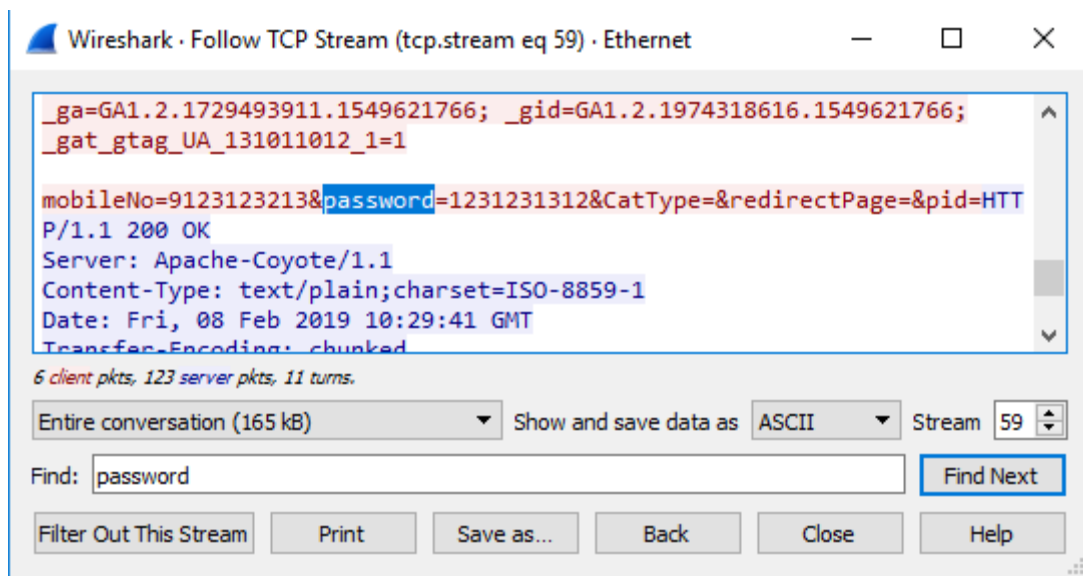 Wireshark · Follow TCP Stream (tcp.stream eq 59) · Ethernet
_ga=GA1.2.1729493911.1549621766; _gid=GA1.2.1974318616.1549621766;
_gat_gtag_UA_131011012_1=1
mobileNo=9123123213&password=1231231312&CatType=&redirectPage=&pid=HTT
P/1.1 200 OK
Server: Apache-Coyote/1.1
Content-Type: text/plain;charset=ISO-8859-1
Date: Fri, 08 Feb 2019 10:29:41 GMT
Transfer-Encoding: chunked
6 client pkts, 123 server pkts, 11 turns.
Entire conversation (165 kB) Show and save data as ASCII Stream 59
Find: password Find Next
Filter Out This Stream Print Save as... Back Close Help